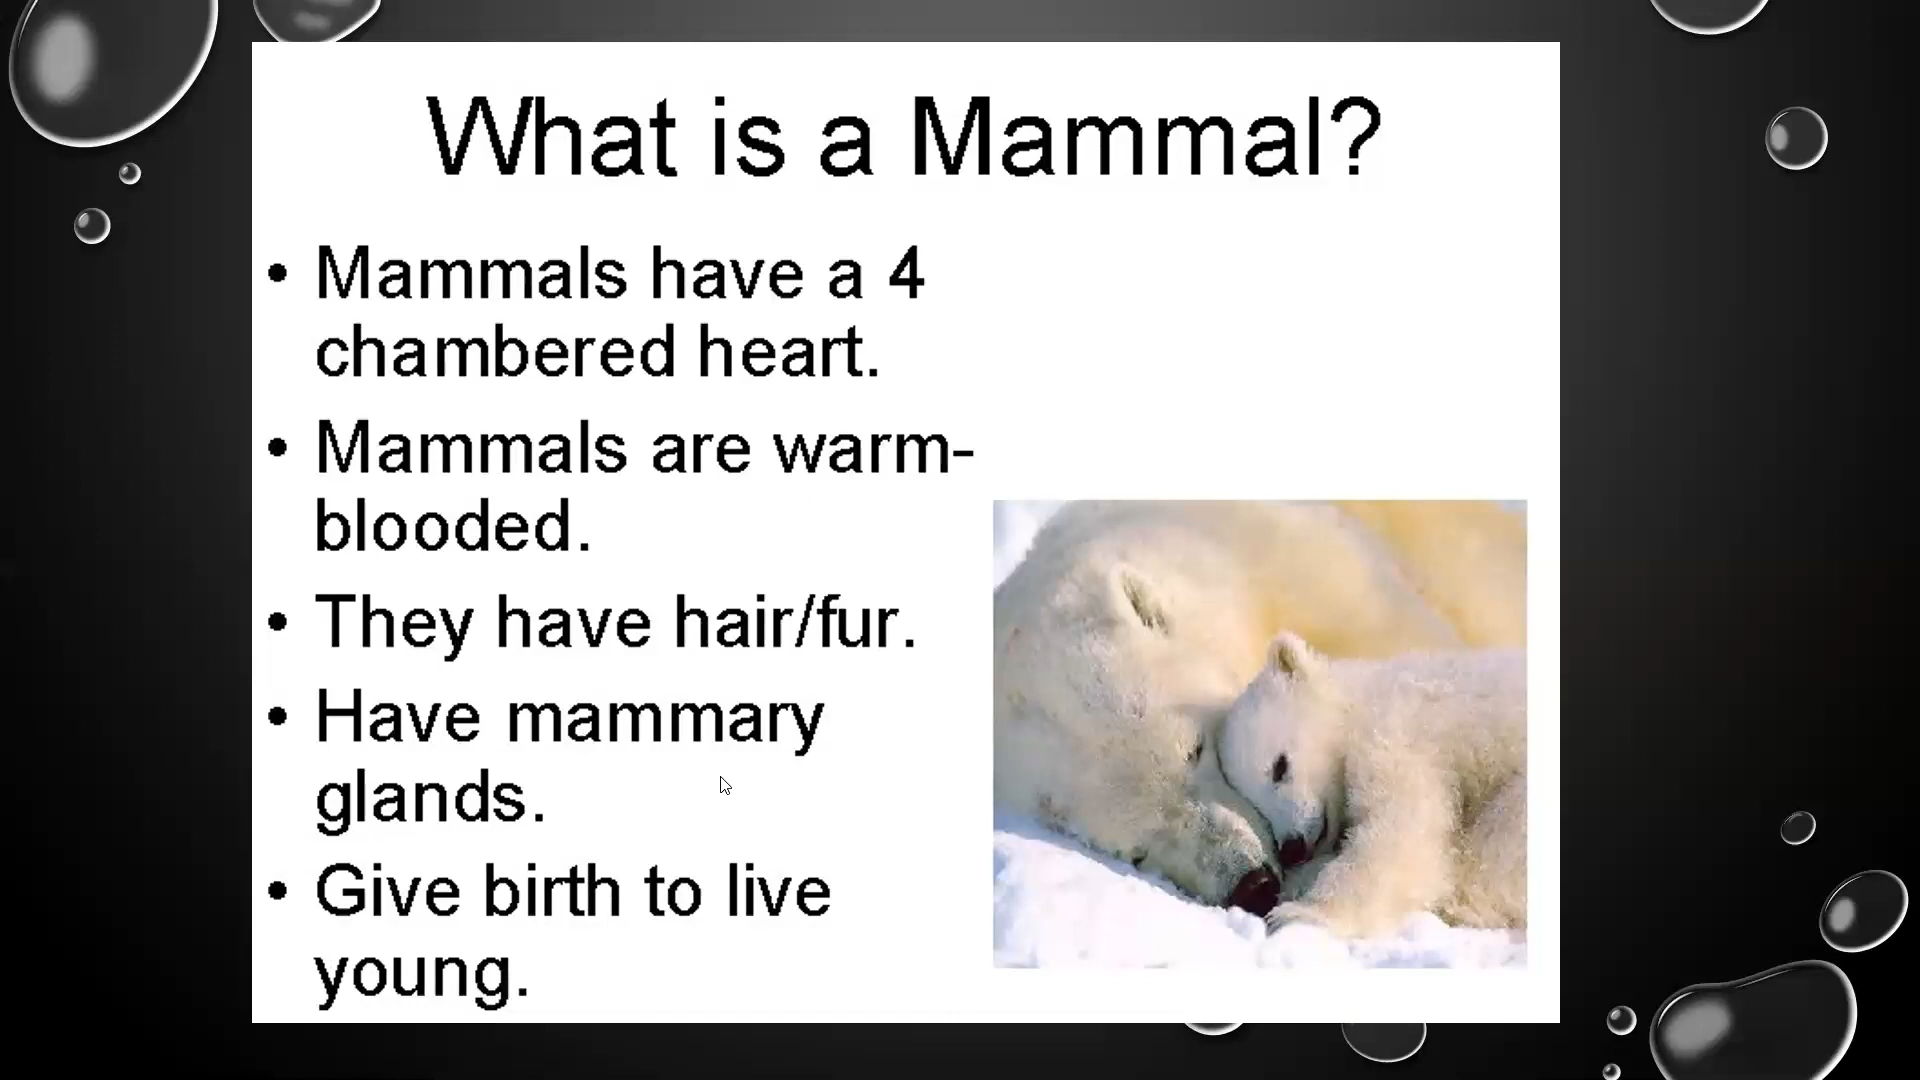 What is a Mammal?
• Mammals have a 4
chambered heart.
• Mammals are warm-
blooded.
• They have hair/fur.
• Have mammary
glands.
• Give birth to live
young.